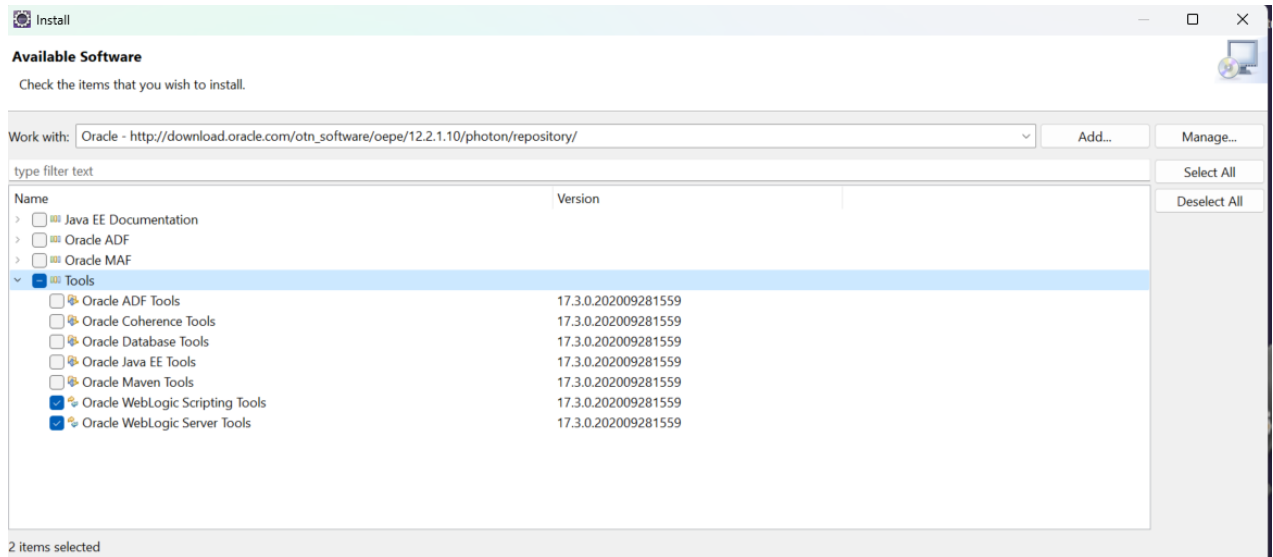 Install
Available Software
Check the items that you wish to install.
Work with: Oracle - http://download.oracle.com/otn_software/oepe/12.2.1.10/photon/repository/ Add... Manage...
type filter text Select All
Name Version Deselect All
Java EE Documentation
Oracle ADF
Oracle MAF
Tools
Oracle ADF Tools 17.3.0.202009281559
Oracle Coherence Tools 17.3.0.202009281559
Oracle Database Tools 17.3.0.202009281559
Oracle Java EE Tools 17.3.0.202009281559
Oracle Maven Tools 17.3.0.202009281559
Oracle WebLogic Scripting Tools 17.3.0.202009281559
Oracle WebLogic Server Tools 17.3.0.202009281559
2 items selected